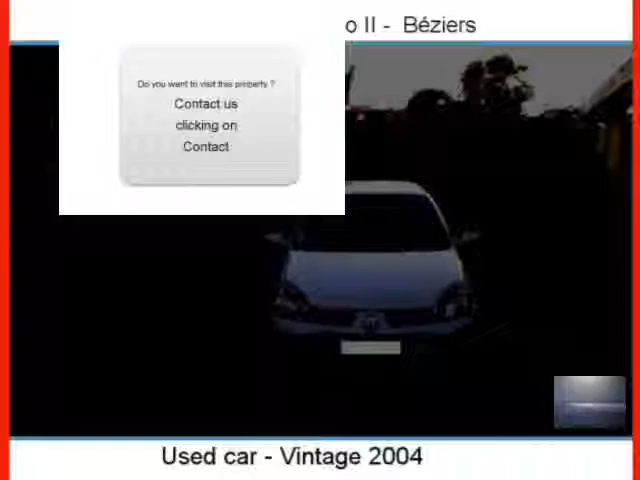 o II - Béziers
Do you want to visit this property ?
Contact us
clicking on
Contact
Used car - Vintage 2004